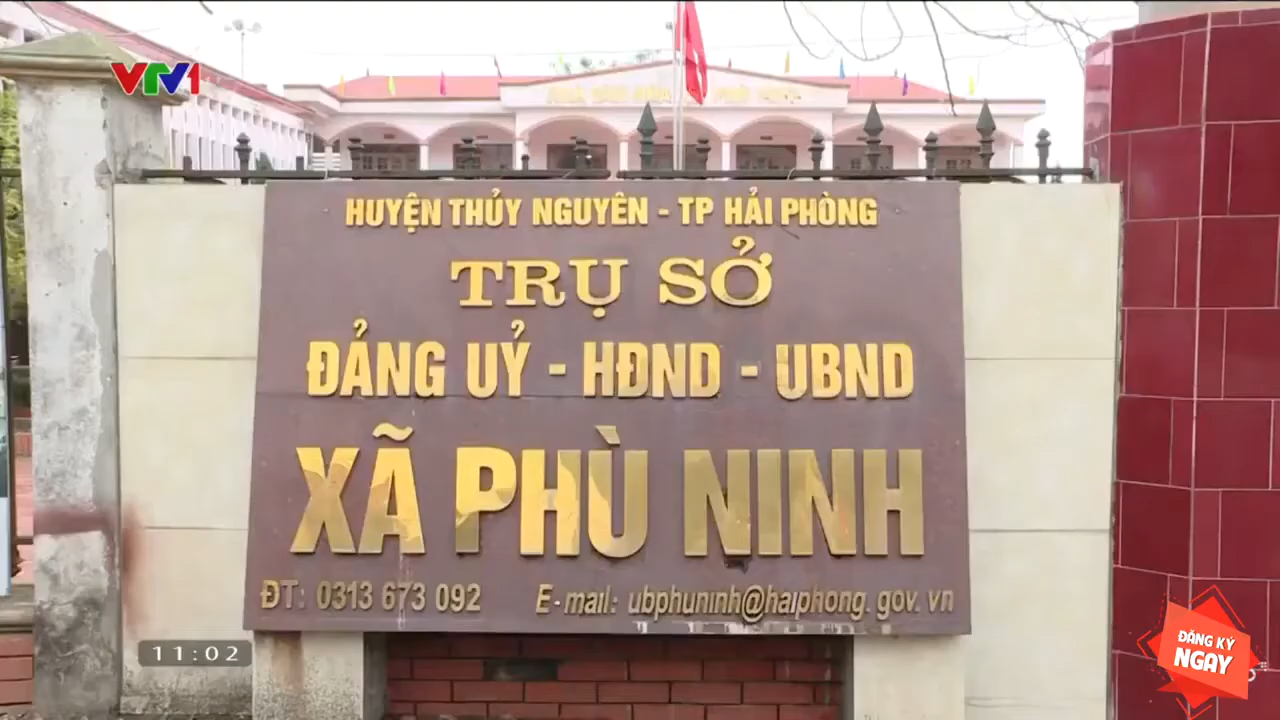 VTV1
HUYỆN THỦY NGUYÊN - TP HẢI PHÒNG
TRỤ SỞ
ĐẢNG UỶ - HĐND - UBND
XÃ PHÙ NINH
ĐT: 0313 673 092 E-mail: ubphuninh@haiphong.gov.vn
11:02
ĐĂNG KÝ
NGAY